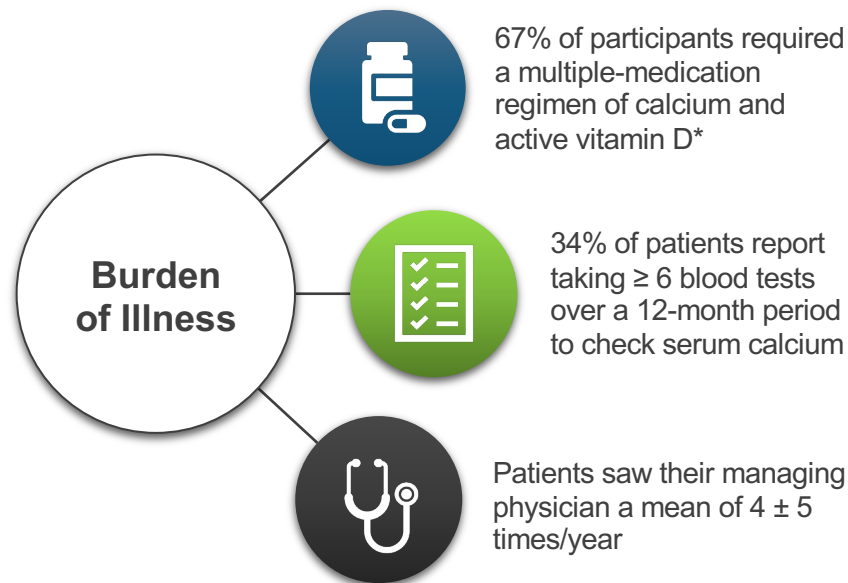 67% of participants required
a multiple-medication
regimen of calcium and
active vitamin D*
Burden
of Illness
34% of patients report
taking ≥ 6 blood tests
over a 12-month period
to check serum calcium
Patients saw their managing
physician a mean of 4 ± 5
times/year